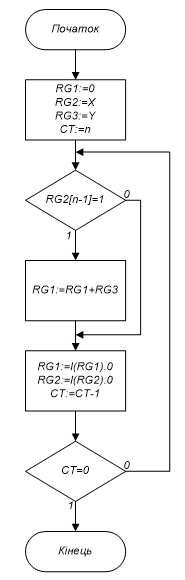 Початок
RG1:=0
RG2:=X
RG3:=Y
CT:=n
RG2[n-1]=1
0
1
RG1:=RG1+RG3
RG1:=l(RG1).0
RG2:=l(RG2).0
CT:=CT-1
CT=0
0
1
Кінець